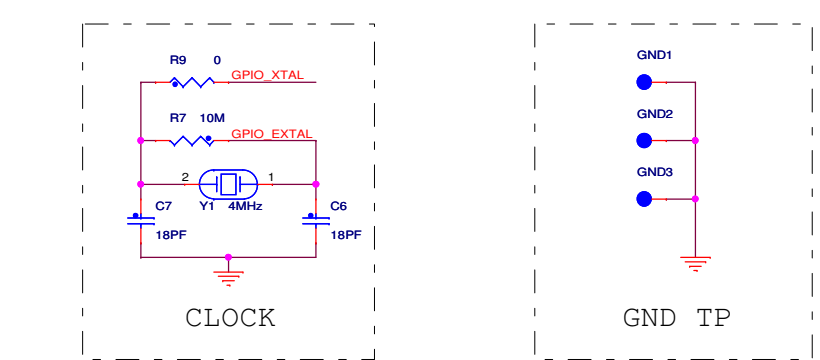 R9 0
GPIO_XTAL
R7 10M
GPIO_EXTAL
2 1
C7 Y1 4MHz C6
18PF 18PF
CLOCK
GND1
GND2
GND3
GND TP